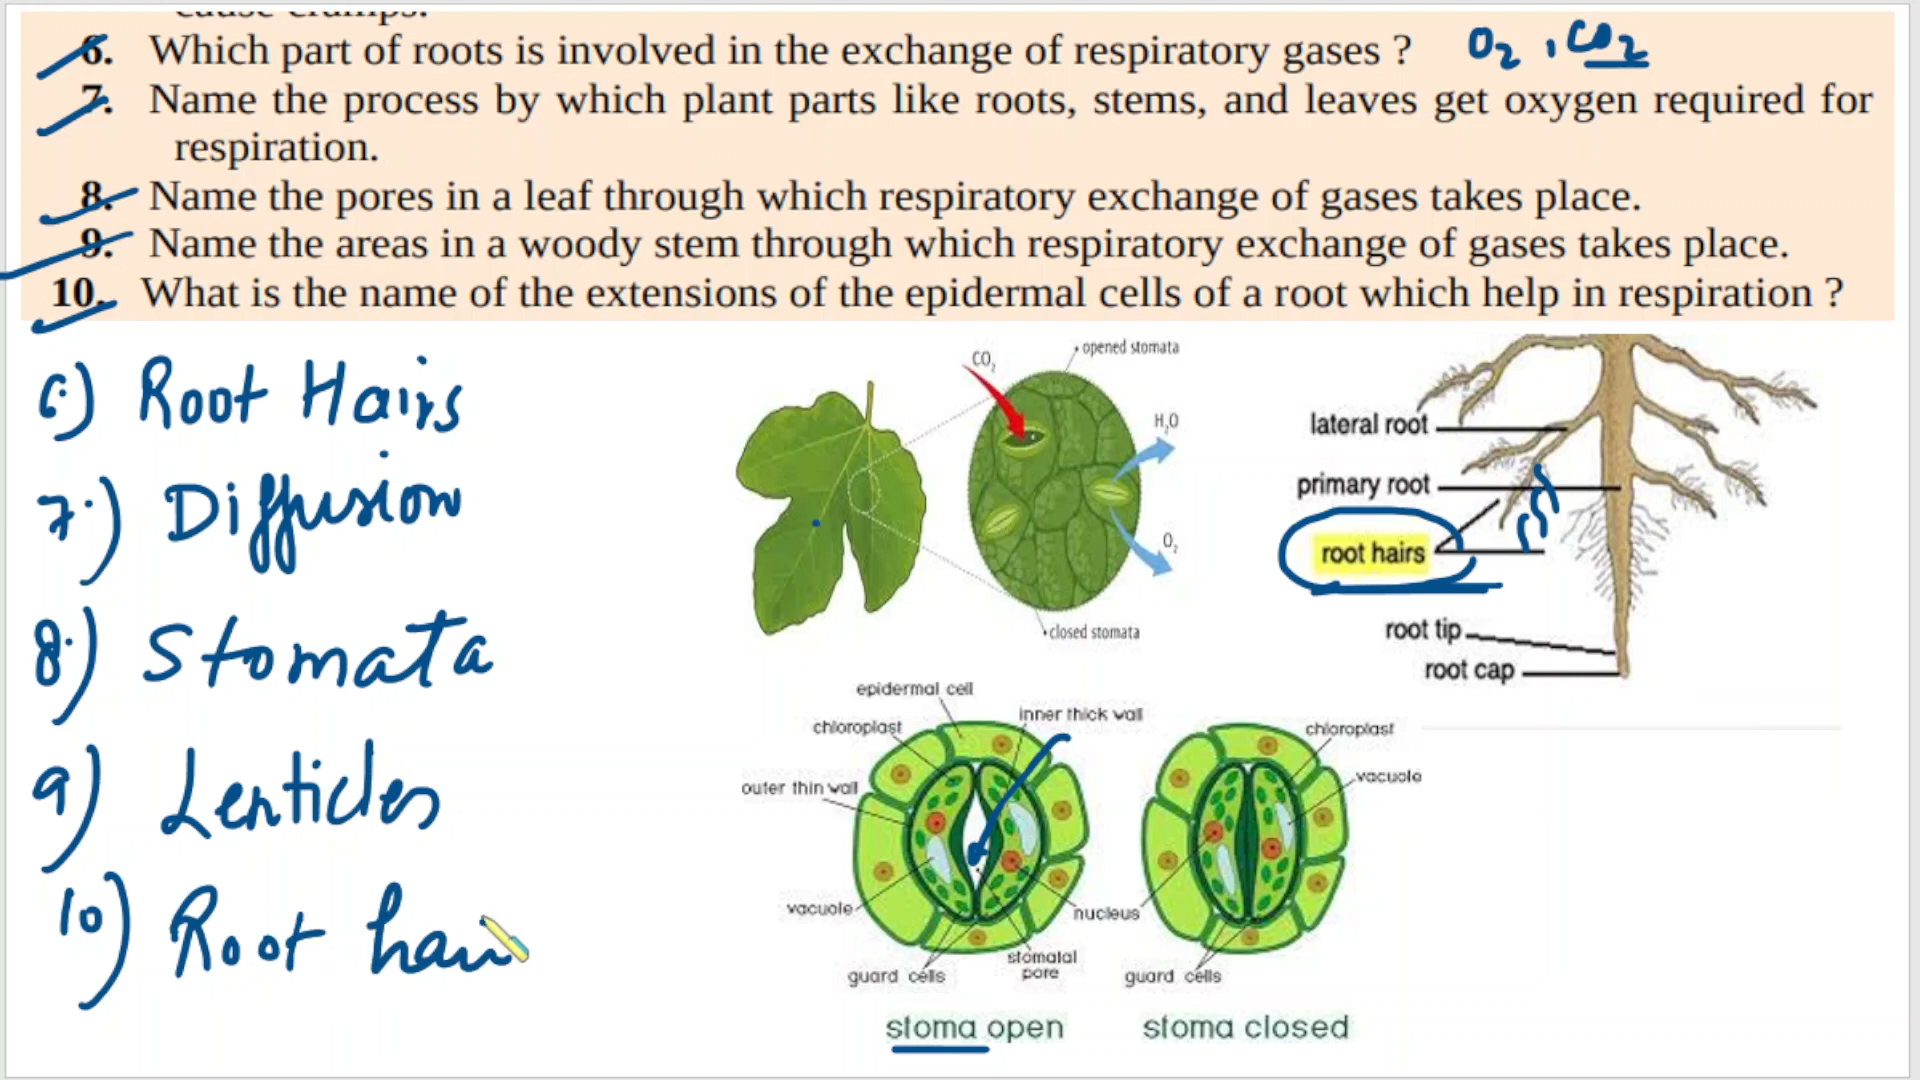 cause cramps.
6. Which part of roots is involved in the exchange of respiratory gases ? O2 , CO2
7. Name the process by which plant parts like roots, stems, and leaves get oxygen required for
respiration.
8. Name the pores in a leaf through which respiratory exchange of gases takes place.
9. Name the areas in a woody stem through which respiratory exchange of gases takes place.
10. What is the name of the extensions of the epidermal cells of a root which help in respiration ?
6.) Root Hairs
7.) Diffusion
8.) Stomata
9) Lenticles
10) Root hair
CO2
opened stomata
H2O
O2
closed stomata
lateral root
primary root
root hairs
root tip
root cap
epidermal cell
inner thick wall
chloroplast
outer thin wall
vacuole
nucleus
stomatal
pore
guard cells
stoma open
chloroplast
vacuole
guard cells
stoma closed